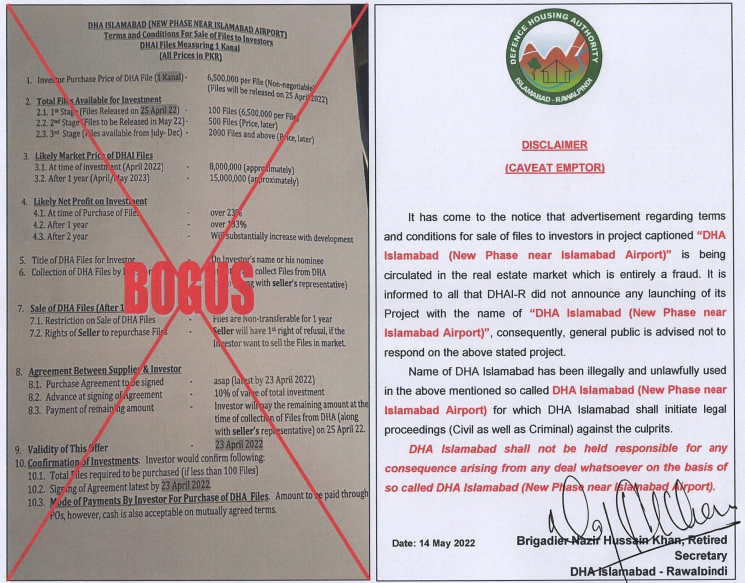 DHA ISLAMABAD (NEW PHASE NEAR ISLAMABAD AIRPORT)
Terms and Conditions For Sale of Files to Investors
DHAI Files Measuring 1 Kanal
(All Prices in PKR)
1. Investor Purchase Price of DHA File (1 Kanal)- 6,500,000 per File (Non-negotiable)
(Files will be released on 25 April 2022)
2. Total Files Available for Investment
2.1. 1st Stage (Files Released on 25 April 22) - 100 Files (6,500,000 per File)
2.2. 2nd Stage (Files to be Released in May 22)- 500 Files (Price, later)
2.3. 3rd Stage (Files available from July- Dec) - 2000 Files and above (Price, later)
3. Likely Market Price of DHAI Files
3.1. At time of investment (April 2022) - 8,000,000 (approximately)
3.2. After 1 year (April/May 2023) - 15,000,000 (approximately)
4. Likely Net Profit on Investment
4.1. At time of Purchase of Files - over 23%
4.2. After 1 year - over 133%
4.3. After 2 year - Will substantially increase with development
5. Title of DHA Files for Investor - On Investor's name or his nominee
6. Collection of DHA Files by collect Files from DHA
with seller's representative)
BOGUS
7. Sale of DHA Files (After 1
7.1. Restriction on Sale of DHA Files - Files are Non-transferable for 1 year
7.2. Rights of Seller to repurchase Files - Seller will have 1st right of refusal, if the
Investor want to sell the Files in market.
8. Agreement Between Supplier & Investor
8.1. Purchase Agreement to be signed - asap (latest by 23 April 2022)
8.2. Advance at signing of Agreement - 10% value of total investment
8.3. Payment of remaining amount - Investor will pay the remaining amount at the
time of collection of Files from DHA (along
with seller's representative) on 25 April 22.
9. Validity of This Offer - 23 April 2022
10. Confirmation of Investments. Investor would confirm following:
10.1. Total Files required to be purchased (if less than 100 Files)
10.2. Signing of Agreement latest by 23 April 2022
10.3. Mode of Payments By Investor For Purchase of DHA Files. Amount to be paid through
POs, however, cash is also acceptable on mutually agreed terms.
DEFENCE HOUSING AUTHORITY
ISLAMABAD - RAWALPINDI
DISCLAIMER
(CAVEAT EMPTOR)
It has come to the notice that advertisement regarding terms
and conditions for sale of files to investors in project captioned "DHA
Islamabad (New Phase near Islamabad Airport)" is being
circulated in the real estate market which is entirely a fraud. It is
informed to all that DHAI-R did not announce any launching of its
Project with the name of "DHA Islamabad (New Phase near
Islamabad Airport)", consequently, general public is advised not to
respond on the above stated project.
Name of DHA Islamabad has been illegally and unlawfully used
in the above mentioned so called DHA Islamabad (New Phase near
Islamabad Airport) for which DHA Islamabad shall initiate legal
proceedings (Civil as well as Criminal) against the culprits.
DHA Islamabad shall not be held responsible for any
consequence arising from any deal whatsoever on the basis of
so called DHA Islamabad (New Phase near Islamabad Airport).
Date: 14 May 2022 Brigadier Nazir Hussain Khan, Retired
Secretary
DHA Islamabad - Rawalpindi